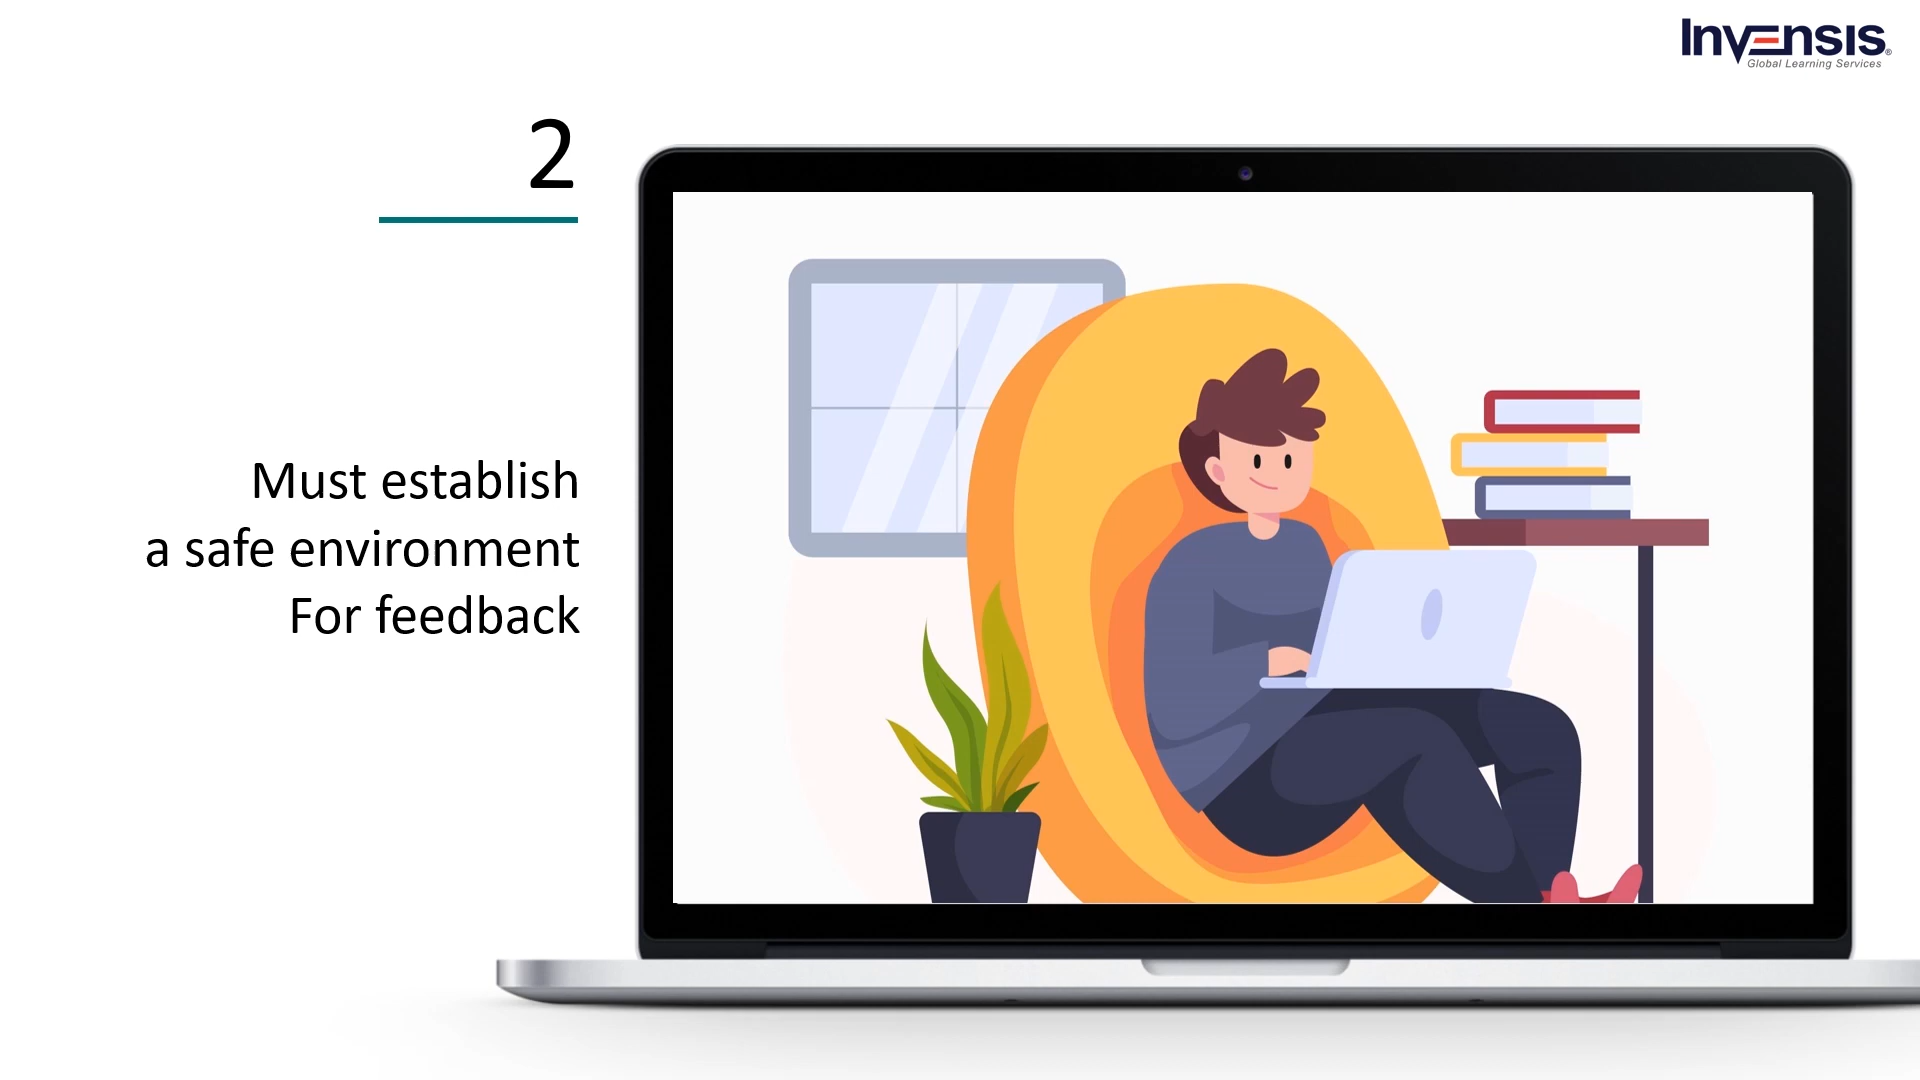 Invensis®
Global Learning Services
2
Must establish
a safe environment
For feedback